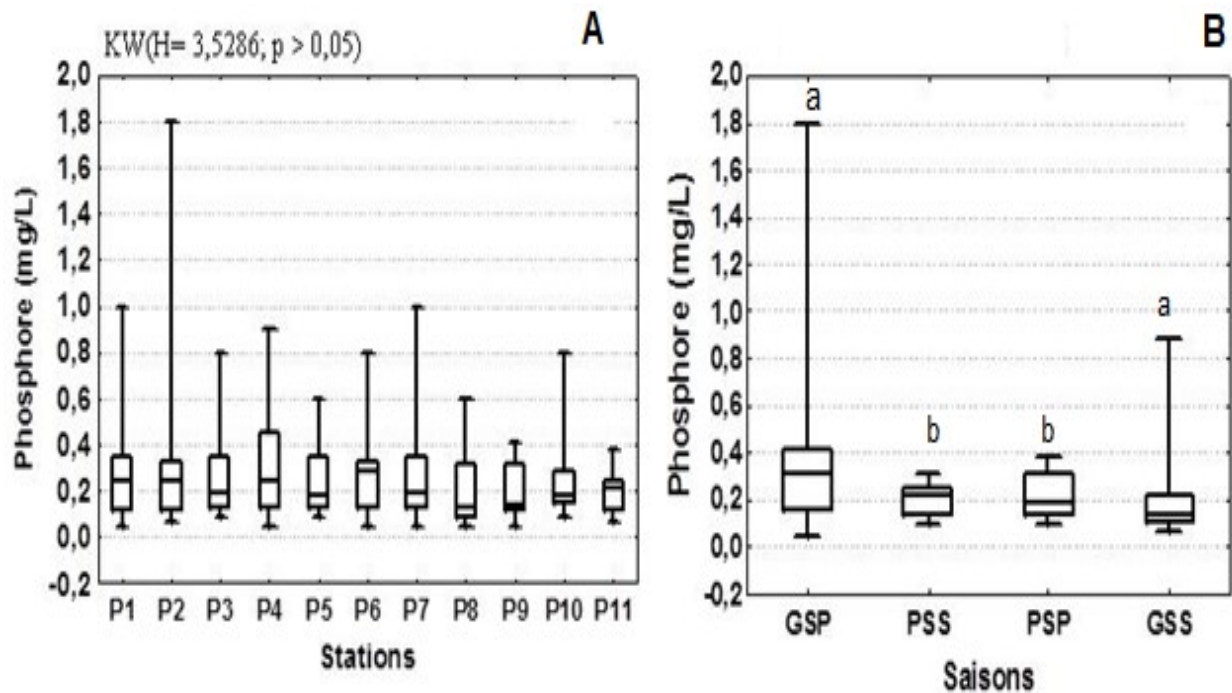 KW(H= 3,5286; p > 0,05)
A
2,0
1,8
1,6
1,4
1,2
1,0
0,8
0,6
0,4
0,2
0,0
-0,2
Phosphore (mg/L)
P1 P2 P3 P4 P5 P6 P7 P8 P9 P10 P11
Stations
B
2,0
1,8
1,6
1,4
1,2
1,0
0,8
0,6
0,4
0,2
0,0
-0,2
Phosphore (mg/L)
a
b
b
a
GSP PSS PSP GSS
Saisons